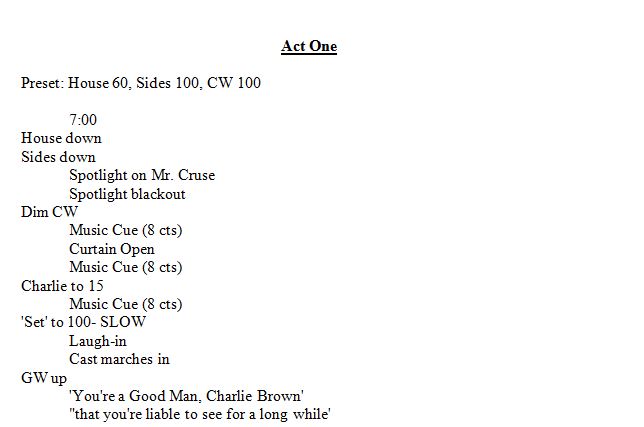 Act One
Preset: House 60, Sides 100, CW 100
7:00
House down
Sides down
Spotlight on Mr. Cruse
Spotlight blackout
Dim CW
Music Cue (8 cts)
Curtain Open
Music Cue (8 cts)
Charlie to 15
Music Cue (8 cts)
'Set' to 100- SLOW
Laugh-in
Cast marches in
GW up
'You're a Good Man, Charlie Brown'
"that you're liable to see for a long while'